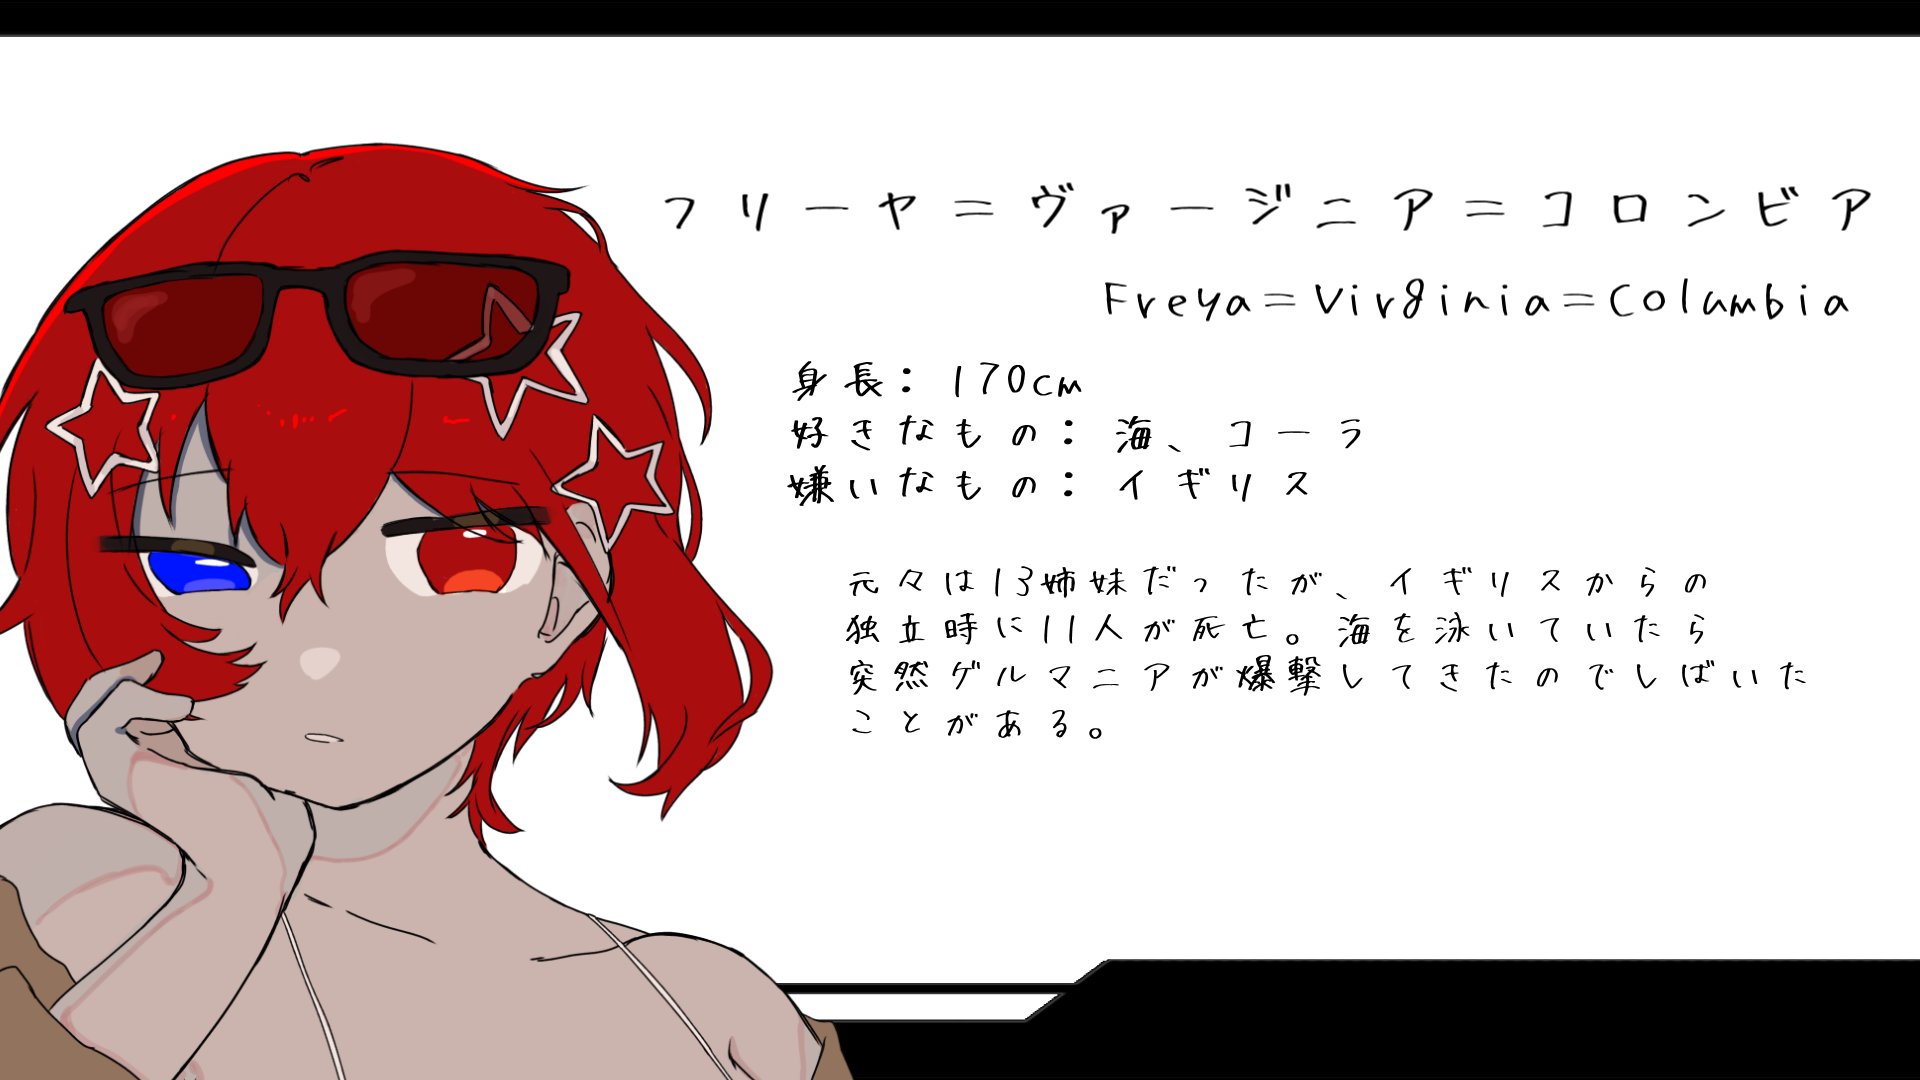 フリーヤ＝ヴァージニア＝コロンビア
Freya=Virginia=Columbia
身長：170cm
好きなもの：海、コーラ
嫌いなもの：イギリス
元々は13姉妹だったが、イギリスからの
独立時に11人が死亡。海を泳いていたら
突然ゲルマニアが爆撃してきたのでしばいた
ことがある。